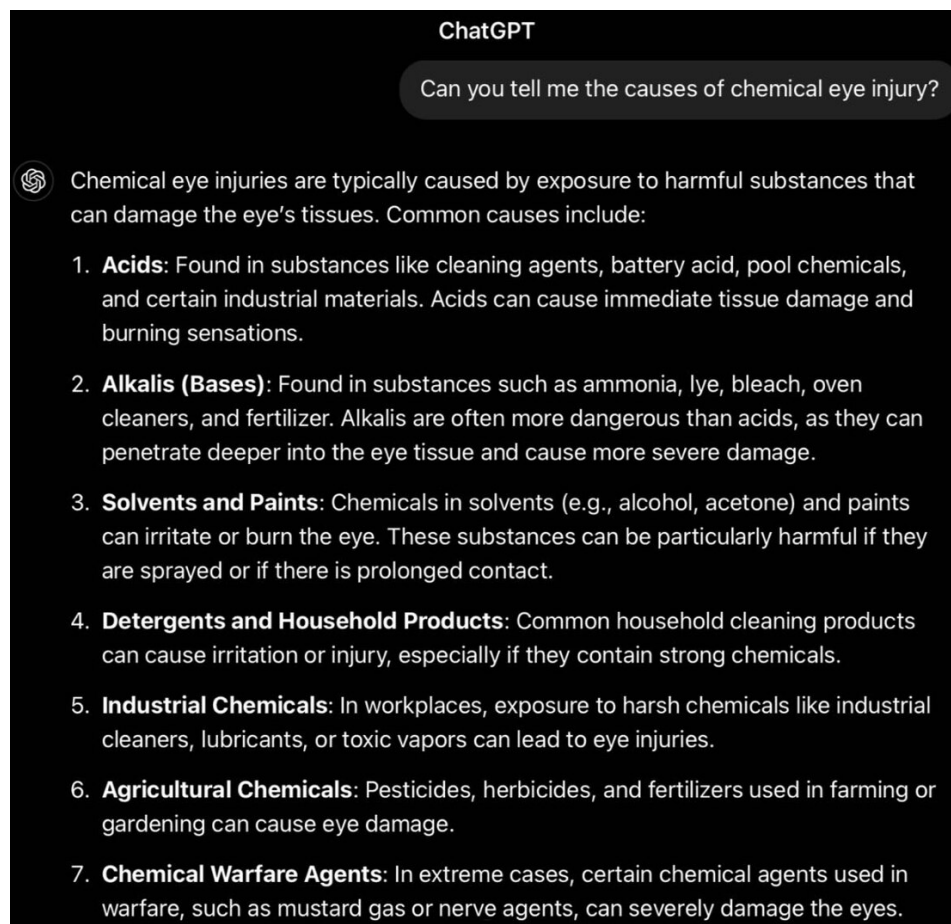 ChatGPT
Can you tell me the causes of chemical eye injury?
Chemical eye injuries are typically caused by exposure to harmful substances that
can damage the eye's tissues. Common causes include:
1. Acids: Found in substances like cleaning agents, battery acid, pool chemicals,
and certain industrial materials. Acids can cause immediate tissue damage and
burning sensations.
2. Alkalis (Bases): Found in substances such as ammonia, lye, bleach, oven
cleaners, and fertilizer. Alkalis are often more dangerous than acids, as they can
penetrate deeper into the eye tissue and cause more severe damage.
3. Solvents and Paints: Chemicals in solvents (e.g., alcohol, acetone) and paints
can irritate or burn the eye. These substances can be particularly harmful if they
are sprayed or if there is prolonged contact.
4. Detergents and Household Products: Common household cleaning products
can cause irritation or injury, especially if they contain strong chemicals.
5. Industrial Chemicals: In workplaces, exposure to harsh chemicals like industrial
cleaners, lubricants, or toxic vapors can lead to eye injuries.
6. Agricultural Chemicals: Pesticides, herbicides, and fertilizers used in farming or
gardening can cause eye damage.
7. Chemical Warfare Agents: In extreme cases, certain chemical agents used in
warfare, such as mustard gas or nerve agents, can severely damage the eyes.